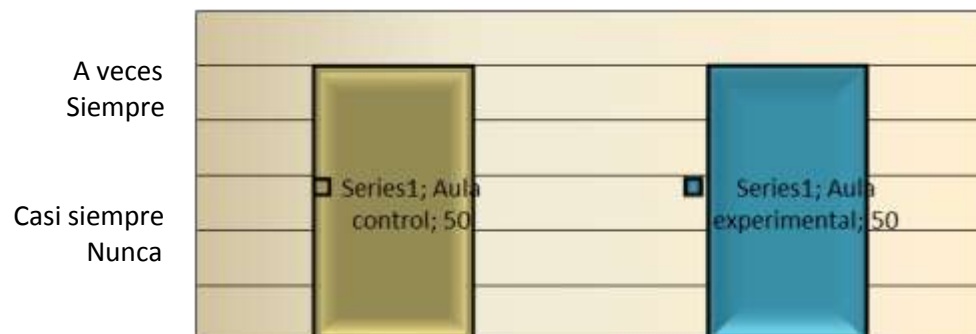 A veces
Siempre
Casi siempre
Nunca
Series1; Aula
control; 50
Series1; Aula
experimental; 50